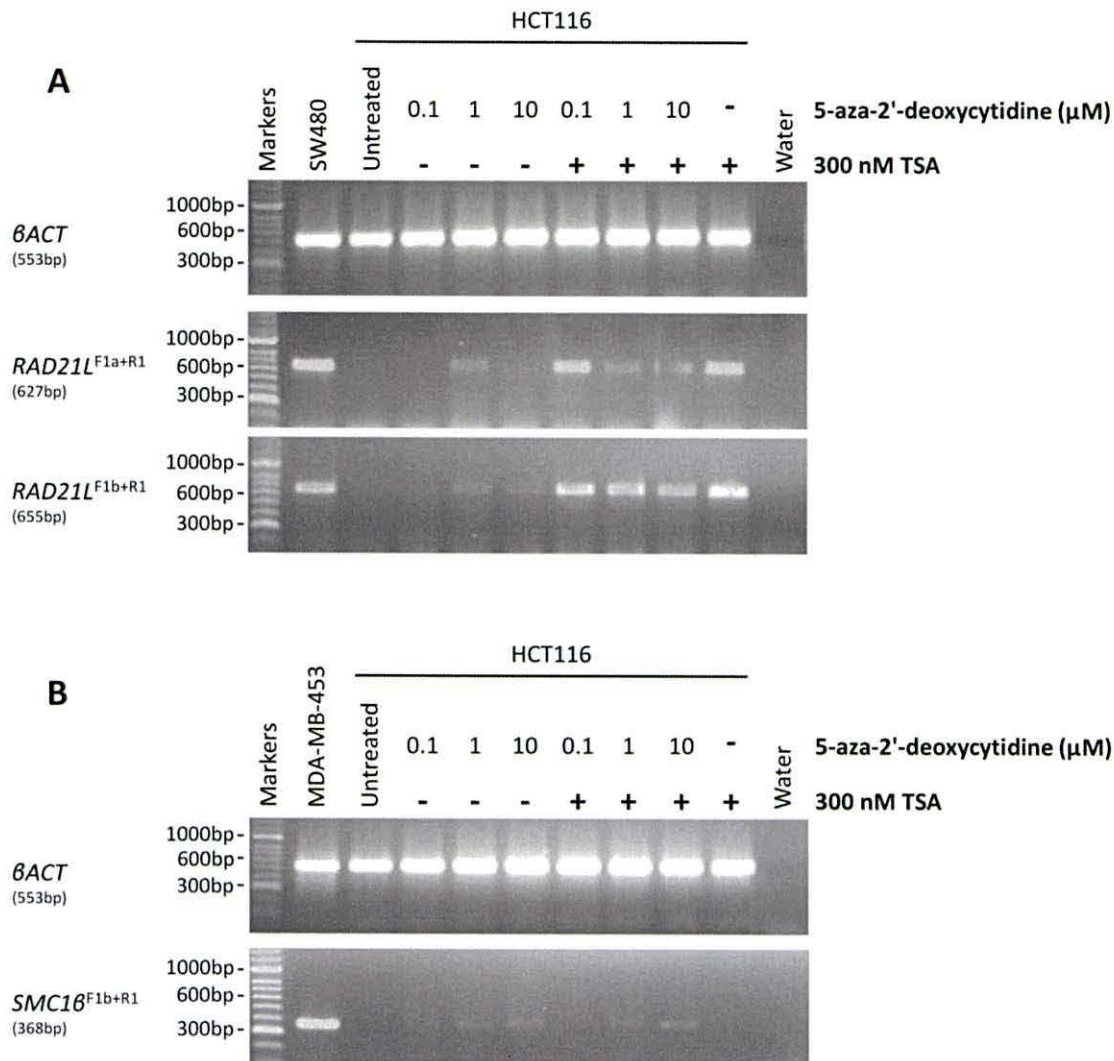 HCT116
A
Markers
SW480
Untreated
0.1 1 10 0.1 1 10 -
5-aza-2'-deoxycytidine (µM)
Water
- - - + + + +
300 nM TSA
βACT
(553bp)
1000bp-
600bp-
300bp-
RAD21L^F1a+R1
(627bp)
1000bp-
600bp-
300bp-
RAD21L^F1b+R1
(655bp)
1000bp-
600bp-
300bp-
HCT116
B
Markers
MDA-MB-453
Untreated
0.1 1 10 0.1 1 10 -
5-aza-2'-deoxycytidine (µM)
Water
- - - + + + +
300 nM TSA
βACT
(553bp)
1000bp-
600bp-
300bp-
SMC1β^F1b+R1
(368bp)
1000bp-
600bp-
300bp-